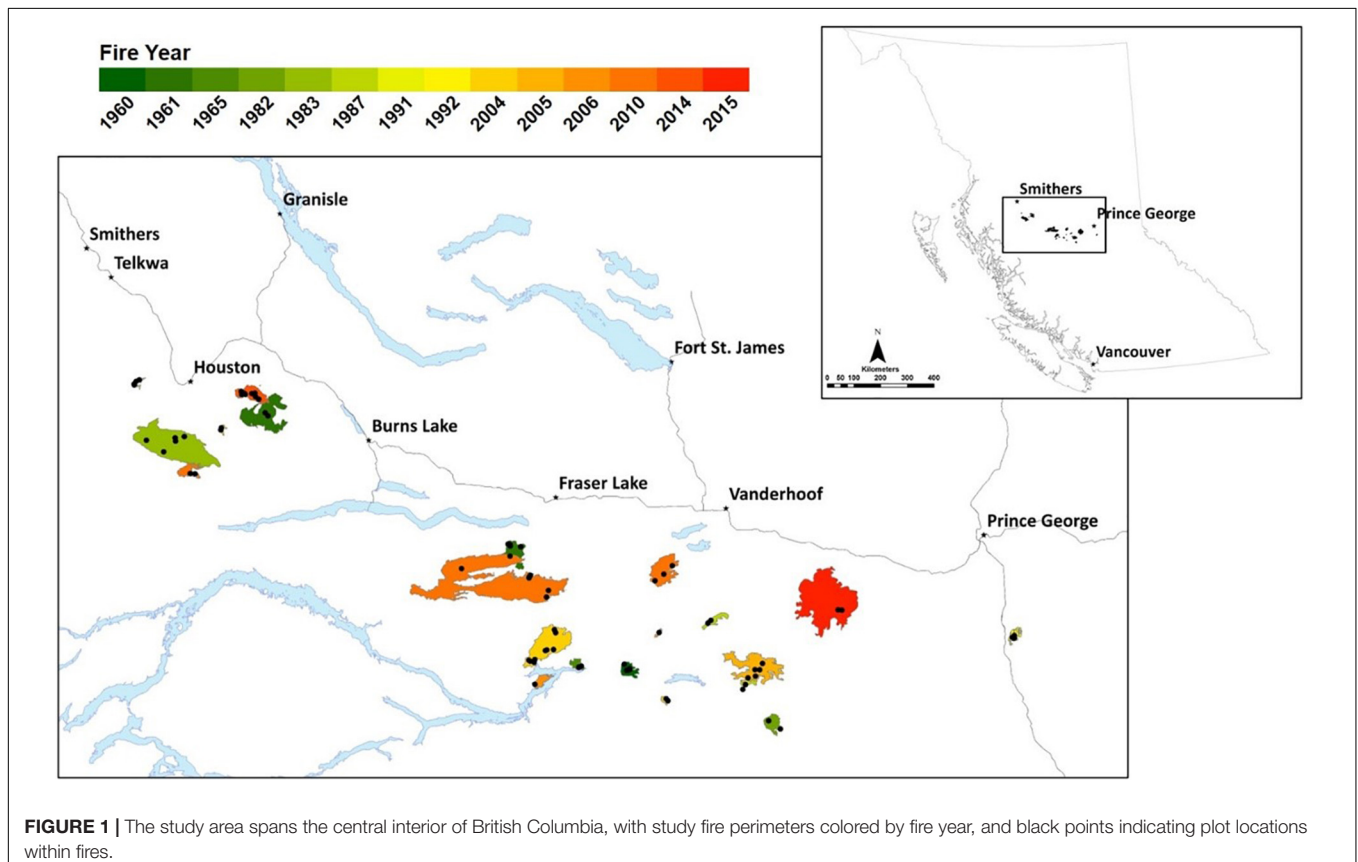 Fire Year
1960 1961 1965 1982 1983 1987 1991 1992 2004 2005 2006 2010 2014 2015
Smithers
Prince George
Vancouver
N
Kilometers
0 50 100 200 300 400
Granisle
Smithers
Telkwa
Houston
Fort St. James
Burns Lake
Fraser Lake
Vanderhoof
Prince George
FIGURE 1 | The study area spans the central interior of British Columbia, with study fire perimeters colored by fire year, and black points indicating plot locations
within fires.